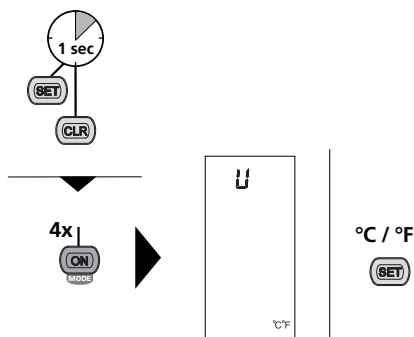 1 sec
SET
CLR
4x
ON
MODE
U
°C°F
°C / °F
SET